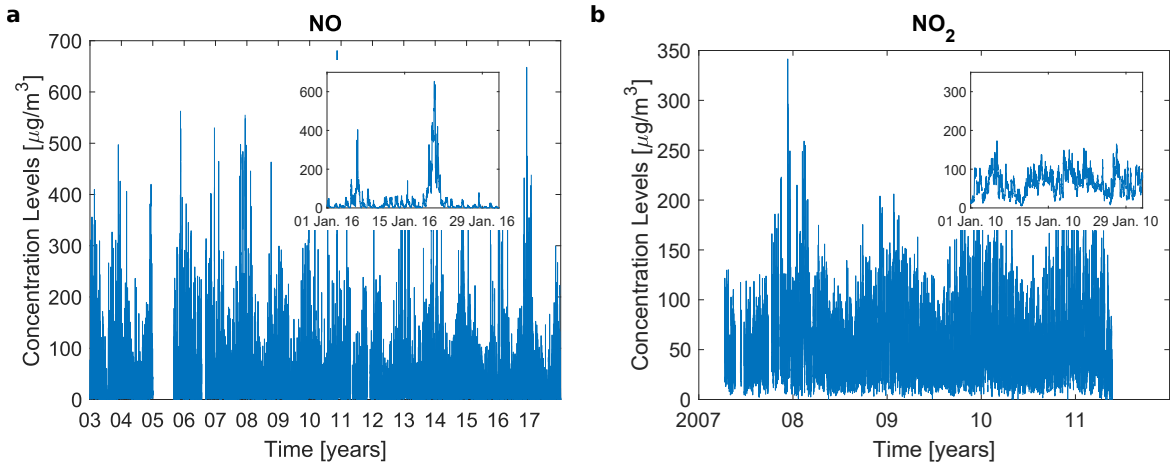 a
NO
Concentration Levels [μg/m³]
700
600
500
400
300
200
100
0
03 04 05 06 07 08 09 10 11 12 13 14 15 16 17
Time [years]
600
400
200
0
01 Jan. 16 15 Jan. 16 29 Jan. 16
b
NO₂
Concentration Levels [μg/m³]
350
300
250
200
150
100
50
0
2007 08 09 10 11
Time [years]
300
200
100
0
01 Jan. 10 15 Jan. 10 29 Jan. 10